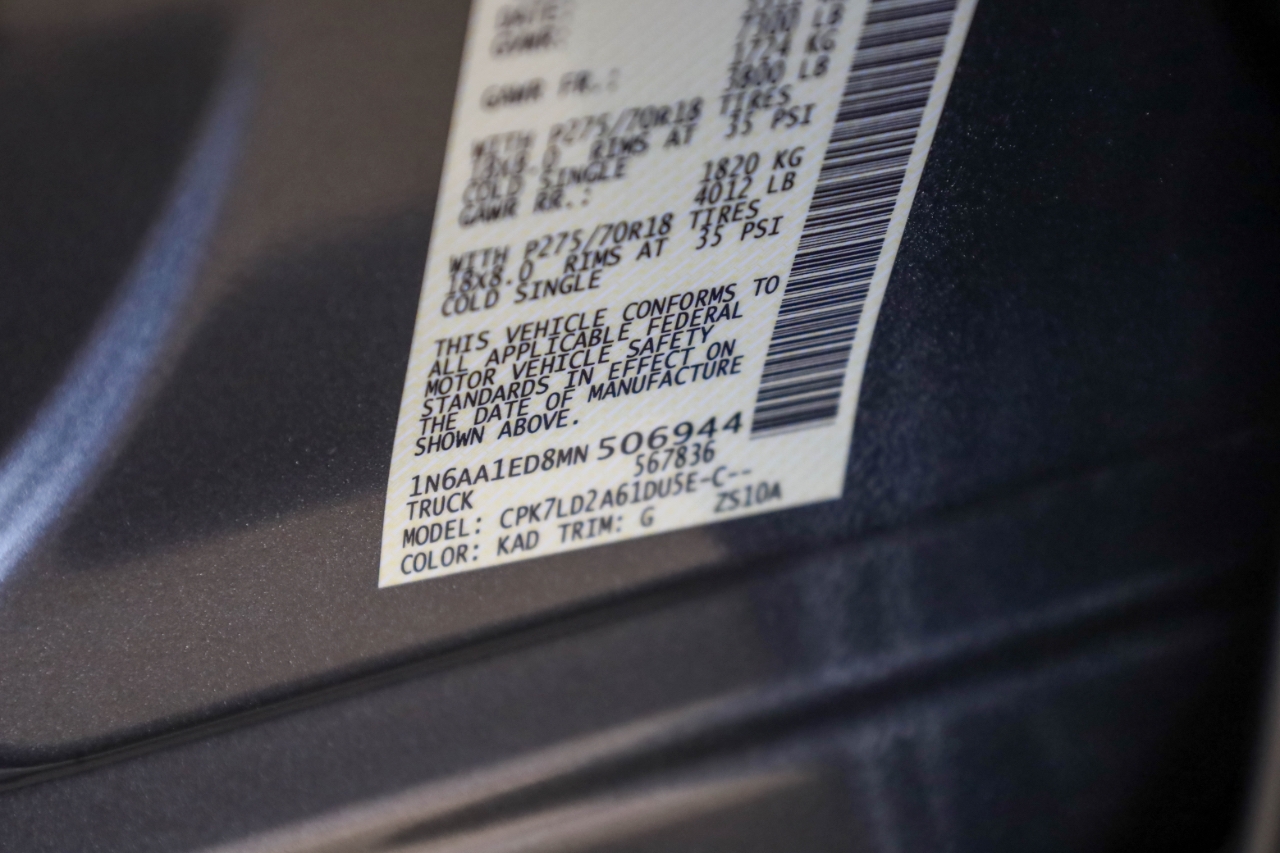 DATE:
GVWR: 7300 LB
1724 KG
GAWR FR.: 3800 LB
WITH P275/70R18 TIRES
18X8.0 RIMS AT 35 PSI
COLD SINGLE
GAWR RR.: 1820 KG
4012 LB
WITH P275/70R18 TIRES
18X8.0 RIMS AT 35 PSI
COLD SINGLE
THIS VEHICLE CONFORMS TO
ALL APPLICABLE FEDERAL
MOTOR VEHICLE SAFETY
STANDARDS IN EFFECT ON
THE DATE OF MANUFACTURE
SHOWN ABOVE.
1N6AA1ED8MN 506944
TRUCK 567836
MODEL: CPK7LD2A61DU5E-C--
COLOR: KAD TRIM: G ZS10A